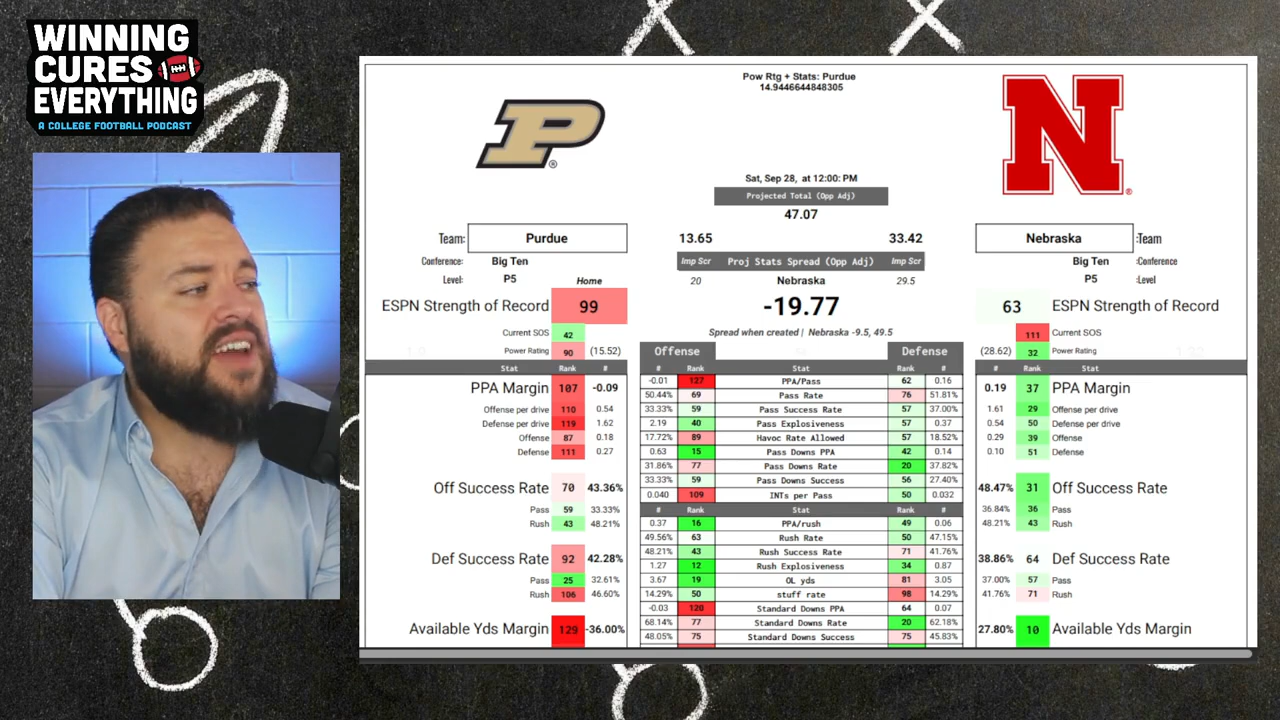 WINNING
CURES
EVERYTHING
A COLLEGE FOOTBALL PODCAST
Pow Rtg + Stats: Purdue
14.9446644848305
P
®
N
®
Sat, Sep 28, at 12:00: PM
Projected Total (Opp Adj)
47.07
Team: Purdue 13.65 33.42 Nebraska :Team
Conference: Big Ten Imp Scr Proj Stats Spread (Opp Adj) Imp Scr Big Ten :Conference
Level: P5 Home 20 Nebraska 29.5 P5 :Level
ESPN Strength of Record 99 -19.77 63 ESPN Strength of Record
Current SOS 42 Spread when created | Nebraska -9.5, 49.5 111 Current SOS
Power Rating 90 (15.52) Offense Defense (28.62) 32 Power Rating
Stat Rank # # Rank Stat Rank # # Rank Stat
-0.01 127 PPA/Pass 62 0.16
PPA Margin 107 -0.09 0.19 37 PPA Margin
50.44% 69 Pass Rate 76 51.81%
Offense per drive 110 0.54 33.33% 59 Pass Success Rate 57 37.00% 1.61 29 Offense per drive
Defense per drive 119 1.62 2.19 40 Pass Explosiveness 57 0.37 0.54 50 Defense per drive
Offense 87 0.18 17.72% 89 Havoc Rate Allowed 57 18.52% 0.29 39 Offense
Defense 111 0.27 0.63 15 Pass Downs PPA 42 0.14 0.10 51 Defense
31.86% 77 Pass Downs Rate 20 37.82%
33.33% 59 Pass Downs Success 56 27.40%
Off Success Rate 70 43.36% 48.47% 31 Off Success Rate
0.040 109 INTs per Pass 50 0.032
Pass 59 33.33% # Rank Stat Rank # 36.84% 36 Pass
Rush 43 48.21% 0.37 16 PPA/rush 49 0.06 48.21% 43 Rush
49.56% 63 Rush Rate 50 47.15%
48.21% 43 Rush Success Rate 71 41.76%
Def Success Rate 92 42.28% 38.86% 64 Def Success Rate
1.27 12 Rush Explosiveness 34 0.87
Pass 25 32.61% 3.67 19 OL yds 81 3.05 37.00% 57 Pass
Rush 106 46.60% 14.29% 50 stuff rate 98 14.29% 41.76% 71 Rush
-0.03 120 Standard Downs PPA 64 0.07
68.14% 77 Standard Downs Rate 20 62.18%
Available Yds Margin 129 -36.00% 27.80% 10 Available Yds Margin
48.05% 75 Standard Downs Success 75 45.83%